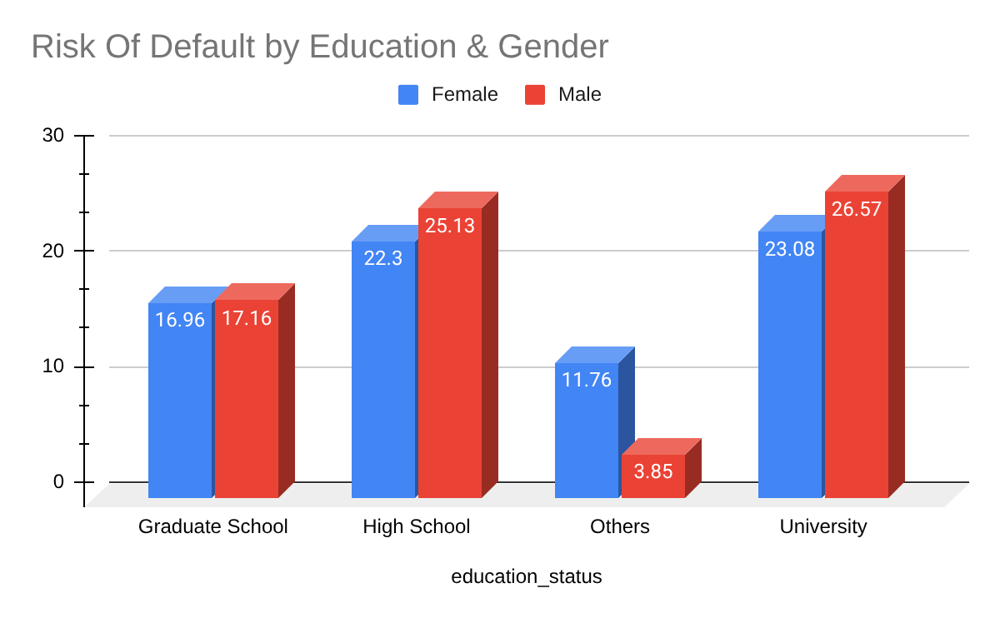 Risk Of Default by Education & Gender
Female Male
30
20
10
0
16.96 17.16
22.3 25.13
11.76 3.85
23.08 26.57
Graduate School High School Others University
education_status